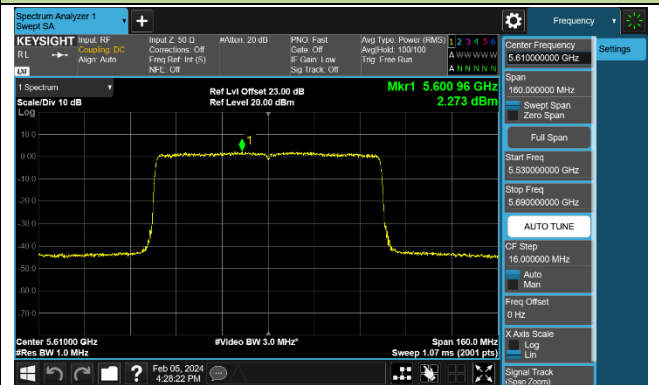 Spectrum Analyzer 1
Swept SA
+
Frequency
KEYSIGHT
RL
LXI
Input: RF
Coupling: DC
Align: Auto
Input Z: 50 Ω
Corrections: Off
Freq Ref: Int (S)
NFE: Off
#Atten: 20 dB
PNO: Fast
Gate: Off
IF Gain: Low
Sig Track: Off
Avg Type: Power (RMS)
Avg|Hold: 100/100
Trig: Free Run
1 2 3 4 5 6
A W W W W W
A N N N N N
1 Spectrum
Scale/Div 10 dB
Log
Ref Lvl Offset 23.00 dB
Ref Level 20.00 dBm
Mkr1 5.600 96 GHz
2.273 dBm
1
10.0
0.00
-10.0
-20.0
-30.0
-40.0
-50.0
-60.0
-70.0
Center 5.61000 GHz
#Res BW 1.0 MHz
#Video BW 3.0 MHz*
Span 160.0 MHz
Sweep 1.07 ms (2001 pts)
Feb 05, 2024
4:28:22 PM
Center Frequency
5.610000000 GHz
Span
160.000000 MHz
Swept Span
Zero Span
Full Span
Start Freq
5.530000000 GHz
Stop Freq
5.690000000 GHz
AUTO TUNE
CF Step
16.000000 MHz
Auto
Man
Freq Offset
0 Hz
X Axis Scale
Log
Lin
Signal Track
(Span Zoom)
Settings